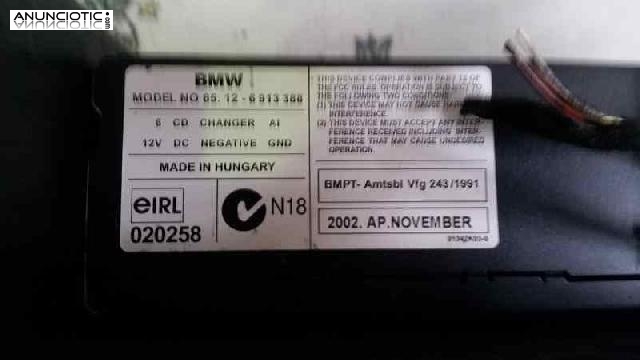 ANUNCIOTIC
BMW
MODEL NO 65. 12 - 6 913 388
6 CD CHANGER AI
12V DC NEGATIVE GND
MADE IN HUNGARY
eIRL
020258
N18
THIS DEVICE COMPLIES WITH PART 15 OF
THE FCC RULES OPERATION IS SUBJECT TO
THE FOLLOWING TWO CONDITIONS
(1) THIS DEVICE MAY NOT CAUSE
INTERFERENCE.
(2) THIS DEVICE MUST ACCEPT ANY INTER-
FERENCE RECEIVED INCLUDING INTER-
FERENCE THAT MAY CAUSE UNDESIRED
OPERATION.
BMPT- Amtsbl Vfg 243/1991
2002. AP.NOVEMBER